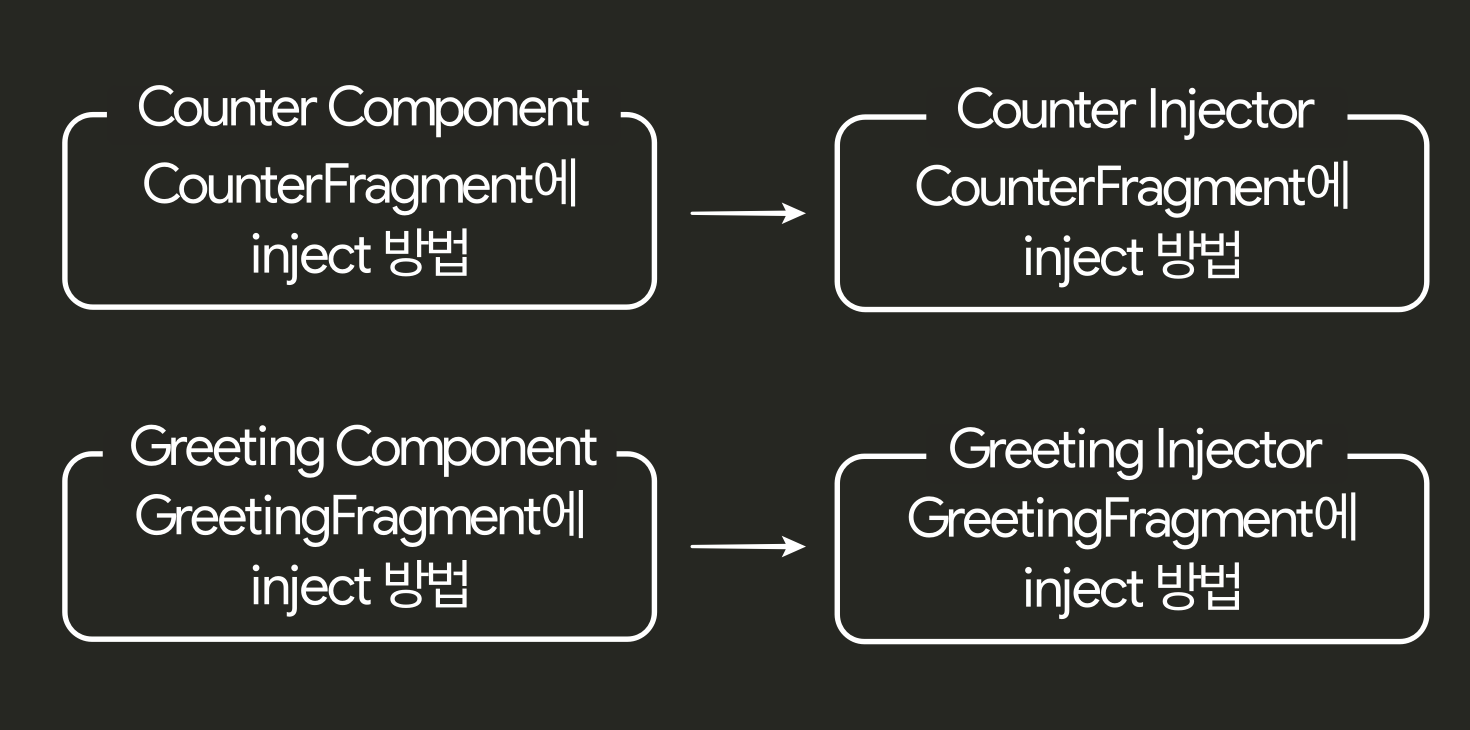 Counter Component
CounterFragment에
inject 방법
Counter Injector
CounterFragment에
inject 방법
Greeting Component
GreetingFragment에
inject 방법
Greeting Injector
GreetingFragment에
inject 방법